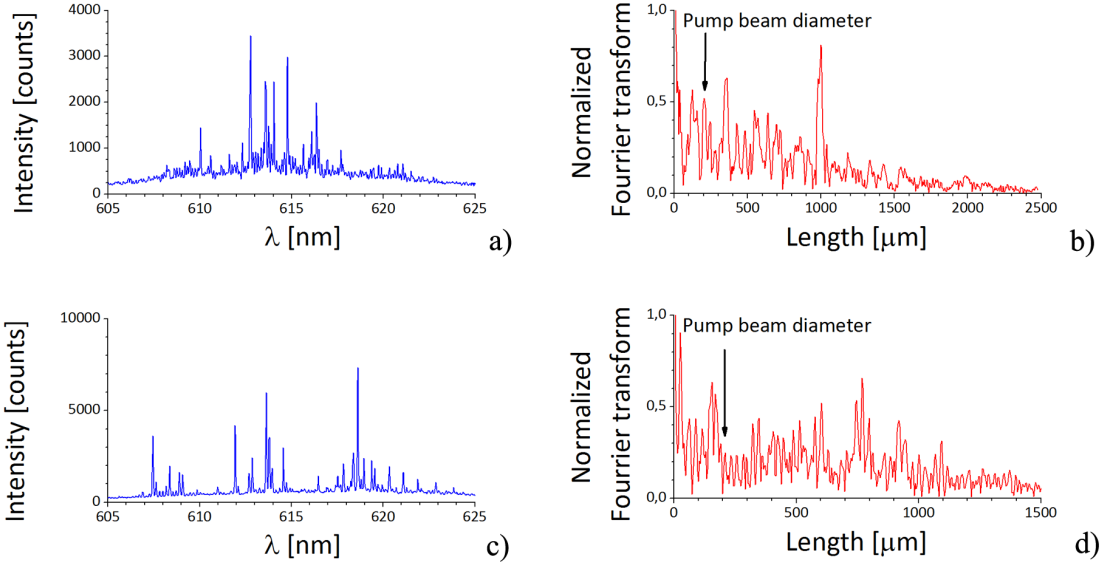 4000
3000
2000
1000
0
605
610
615
620
625
Intensity [counts]
λ [nm]
a)
1,0
0,5
0,0
0
500
1000
1500
2000
2500
Pump beam diameter
Normalized
Fourrier transform
Length [μm]
b)
10000
5000
0
605
610
615
620
625
Intensity [counts]
λ [nm]
c)
1,0
0,5
0,0
0
500
1000
1500
Pump beam diameter
Normalized
Fourrier transform
Length [μm]
d)